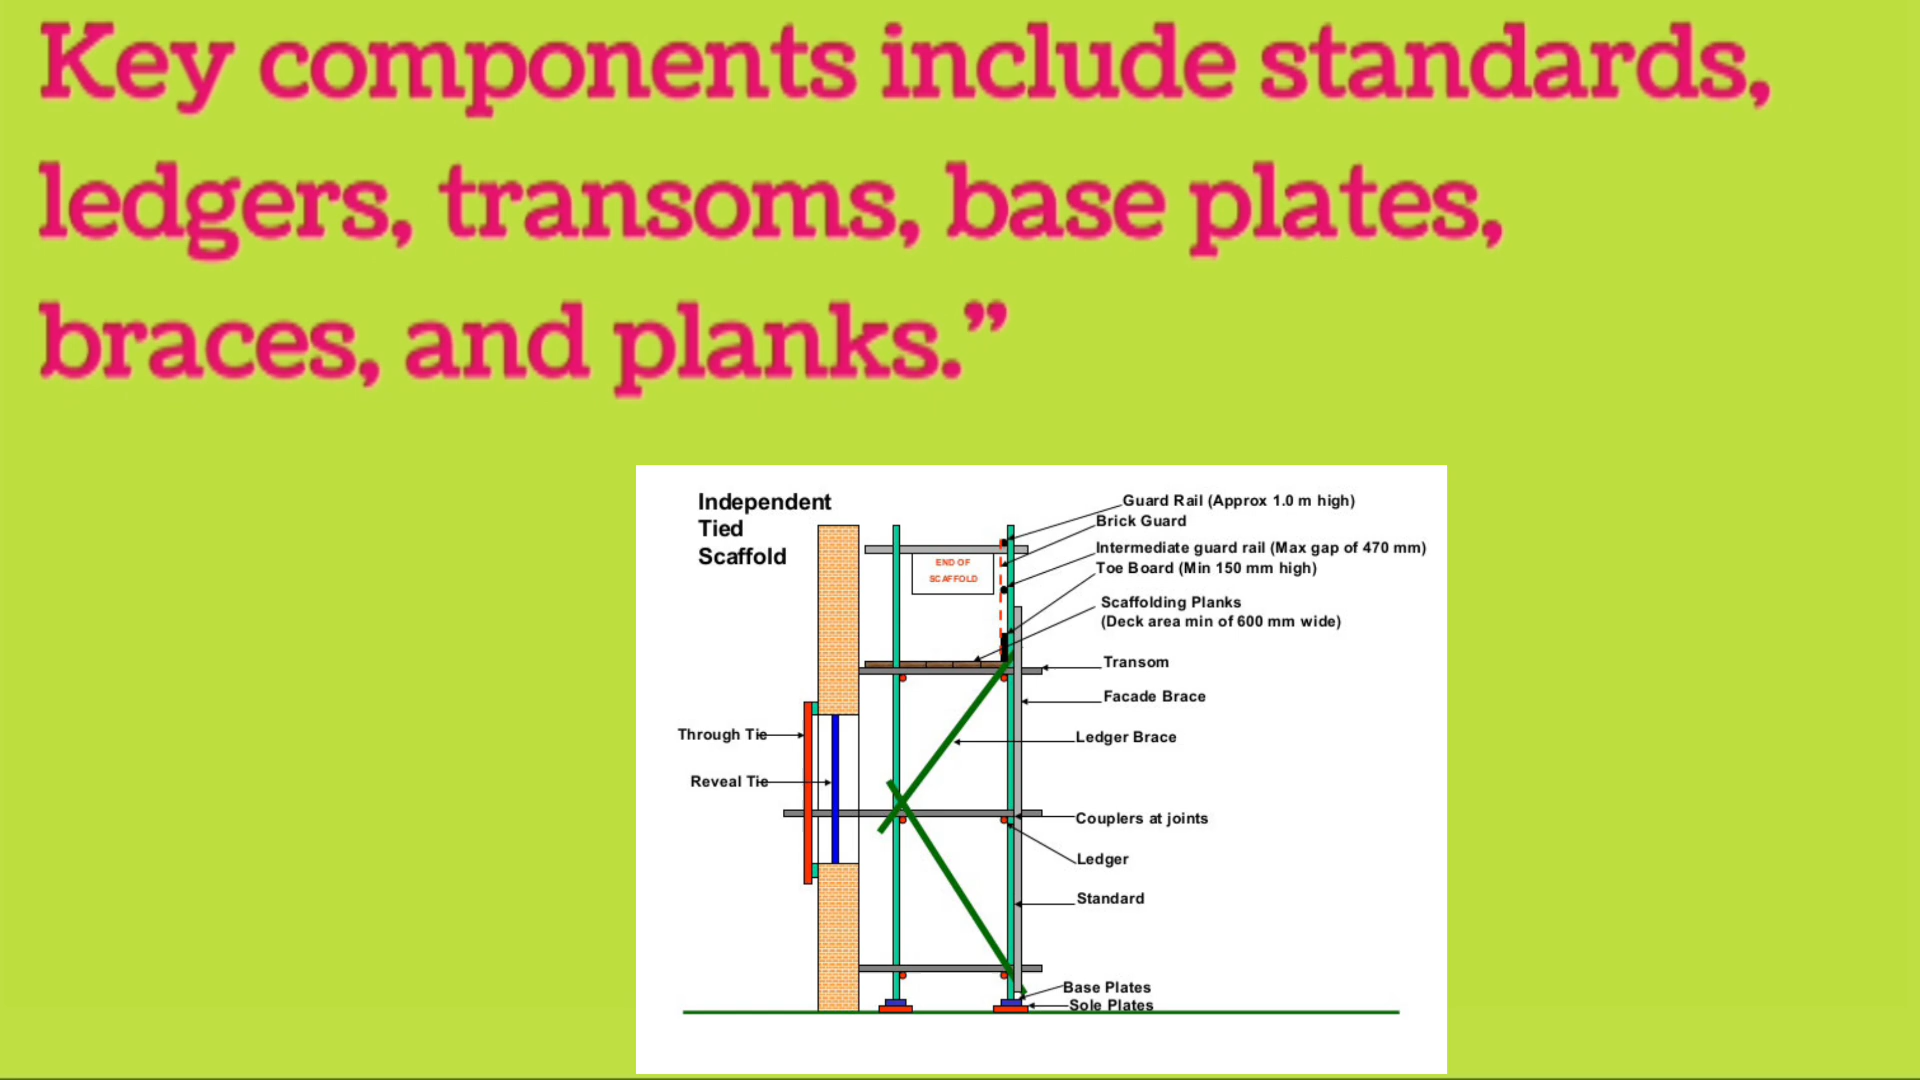 Key components include standards,
ledgers, transoms, base plates,
braces, and planks.”
Independent
Tied
Scaffold
Guard Rail (Approx 1.0 m high)
Brick Guard
Intermediate guard rail (Max gap of 470 mm)
Toe Board (Min 150 mm high)
END OF
SCAFFOLD
Scaffolding Planks
(Deck area min of 600 mm wide)
Transom
Facade Brace
Through Tie
Ledger Brace
Reveal Tie
Couplers at joints
Ledger
Standard
Base Plates
Sole Plates